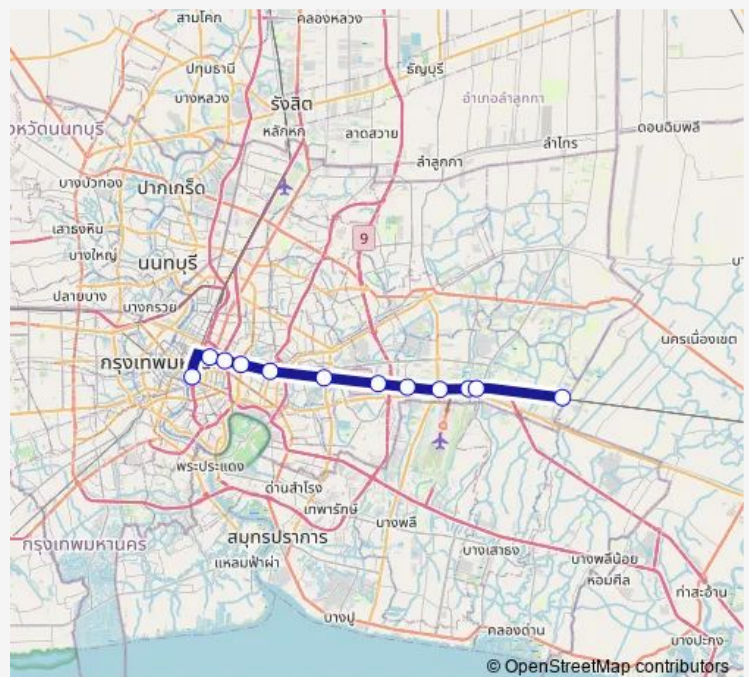 สามโคก
คลองหลวง
ปทุมธานี
ธัญบุรี
บางหลวง
รังสิต
อำเภอลำลูกกา
หวัดนนทบุรี
หลักหก
ลาดสวาย
ลำไทร
ดอนฉิมพลี
ลำลูกกา
บางบัวทอง
ปากเกร็ด
เสาธงหิน
9
บางใหญ่
นนทบุรี
ปลายบาง
บางกรวย
นครเนื่องเขต
กรุงเทพมห
พระประแดง
ด่านสำโรง
เทพารักษ์
บางพลี
กรุงเทพมหานคร
สมุทรปราการ
แหลมฟ้าผ่า
บางเสาธง
บางพลีน้อย
หอมศีล
ท่าสะอ้าน
บางปู
คลองด่าน
บางปะกง
© OpenStreetMap contributors